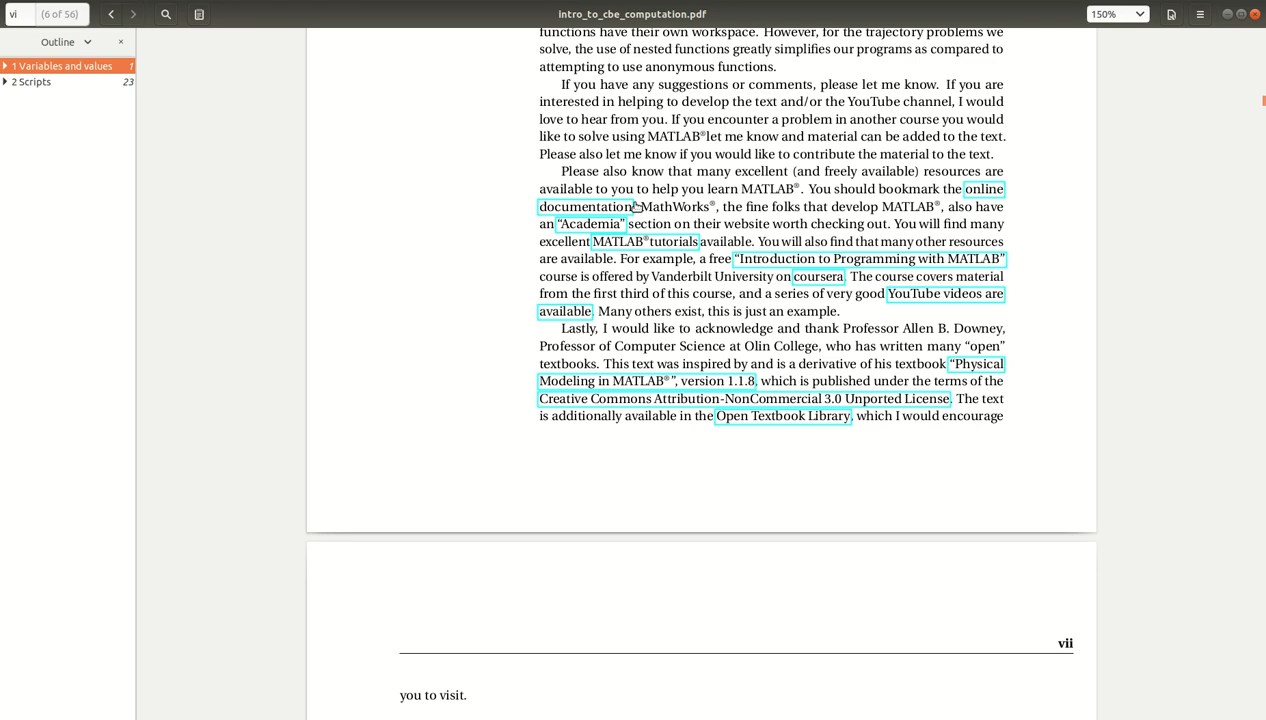 vi (6 of 56) intro_to_cbe_computation.pdf 150%
Outline
1 Variables and values 1
2 Scripts 23
functions have their own workspace. However, for the trajectory problems we
solve, the use of nested functions greatly simplifies our programs as compared to
attempting to use anonymous functions.
If you have any suggestions or comments, please let me know. If you are
interested in helping to develop the text and/or the YouTube channel, I would
love to hear from you. If you encounter a problem in another course you would
like to solve using MATLAB®let me know and material can be added to the text.
Please also let me know if you would like to contribute the material to the text.
Please also know that many excellent (and freely available) resources are
available to you to help you learn MATLAB®. You should bookmark the online
documentation MathWorks®, the fine folks that develop MATLAB®, also have
an “Academia” section on their website worth checking out. You will find many
excellent MATLAB®tutorials available. You will also find that many other resources
are available. For example, a free “Introduction to Programming with MATLAB”
course is offered by Vanderbilt University on coursera. The course covers material
from the first third of this course, and a series of very good YouTube videos are
available. Many others exist, this is just an example.
Lastly, I would like to acknowledge and thank Professor Allen B. Downey,
Professor of Computer Science at Olin College, who has written many “open”
textbooks. This text was inspired by and is a derivative of his textbook “Physical
Modeling in MATLAB®”, version 1.1.8, which is published under the terms of the
Creative Commons Attribution-NonCommercial 3.0 Unported License. The text
is additionally available in the Open Textbook Library, which I would encourage
vii
you to visit.